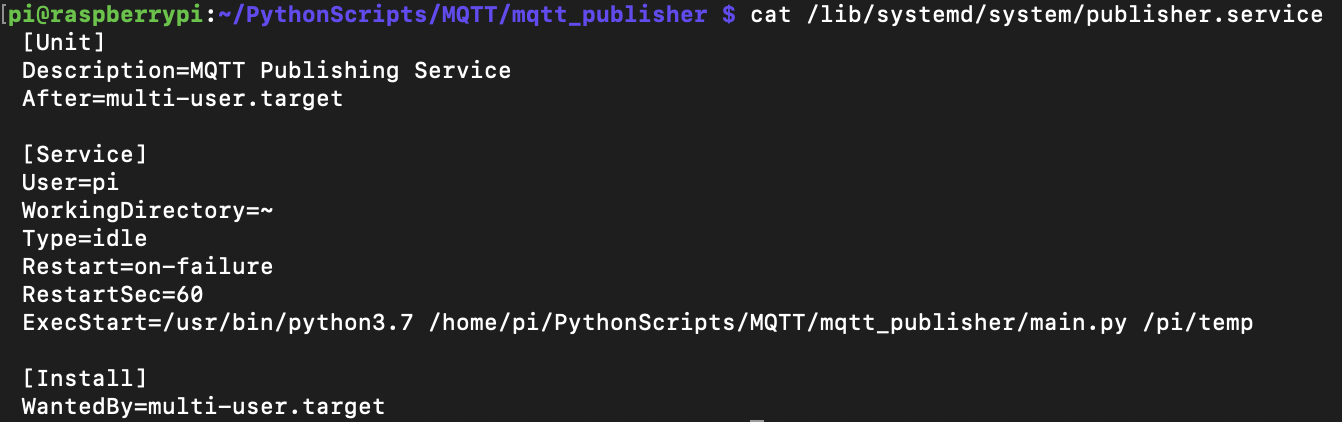 [pi@raspberrypi:~/PythonScripts/MQTT/mqtt_publisher $ cat /lib/systemd/system/publisher.service
[Unit]
Description=MQTT Publishing Service
After=multi-user.target

[Service]
User=pi
WorkingDirectory=~
Type=idle
Restart=on-failure
RestartSec=60
ExecStart=/usr/bin/python3.7 /home/pi/PythonScripts/MQTT/mqtt_publisher/main.py /pi/temp

[Install]
WantedBy=multi-user.target